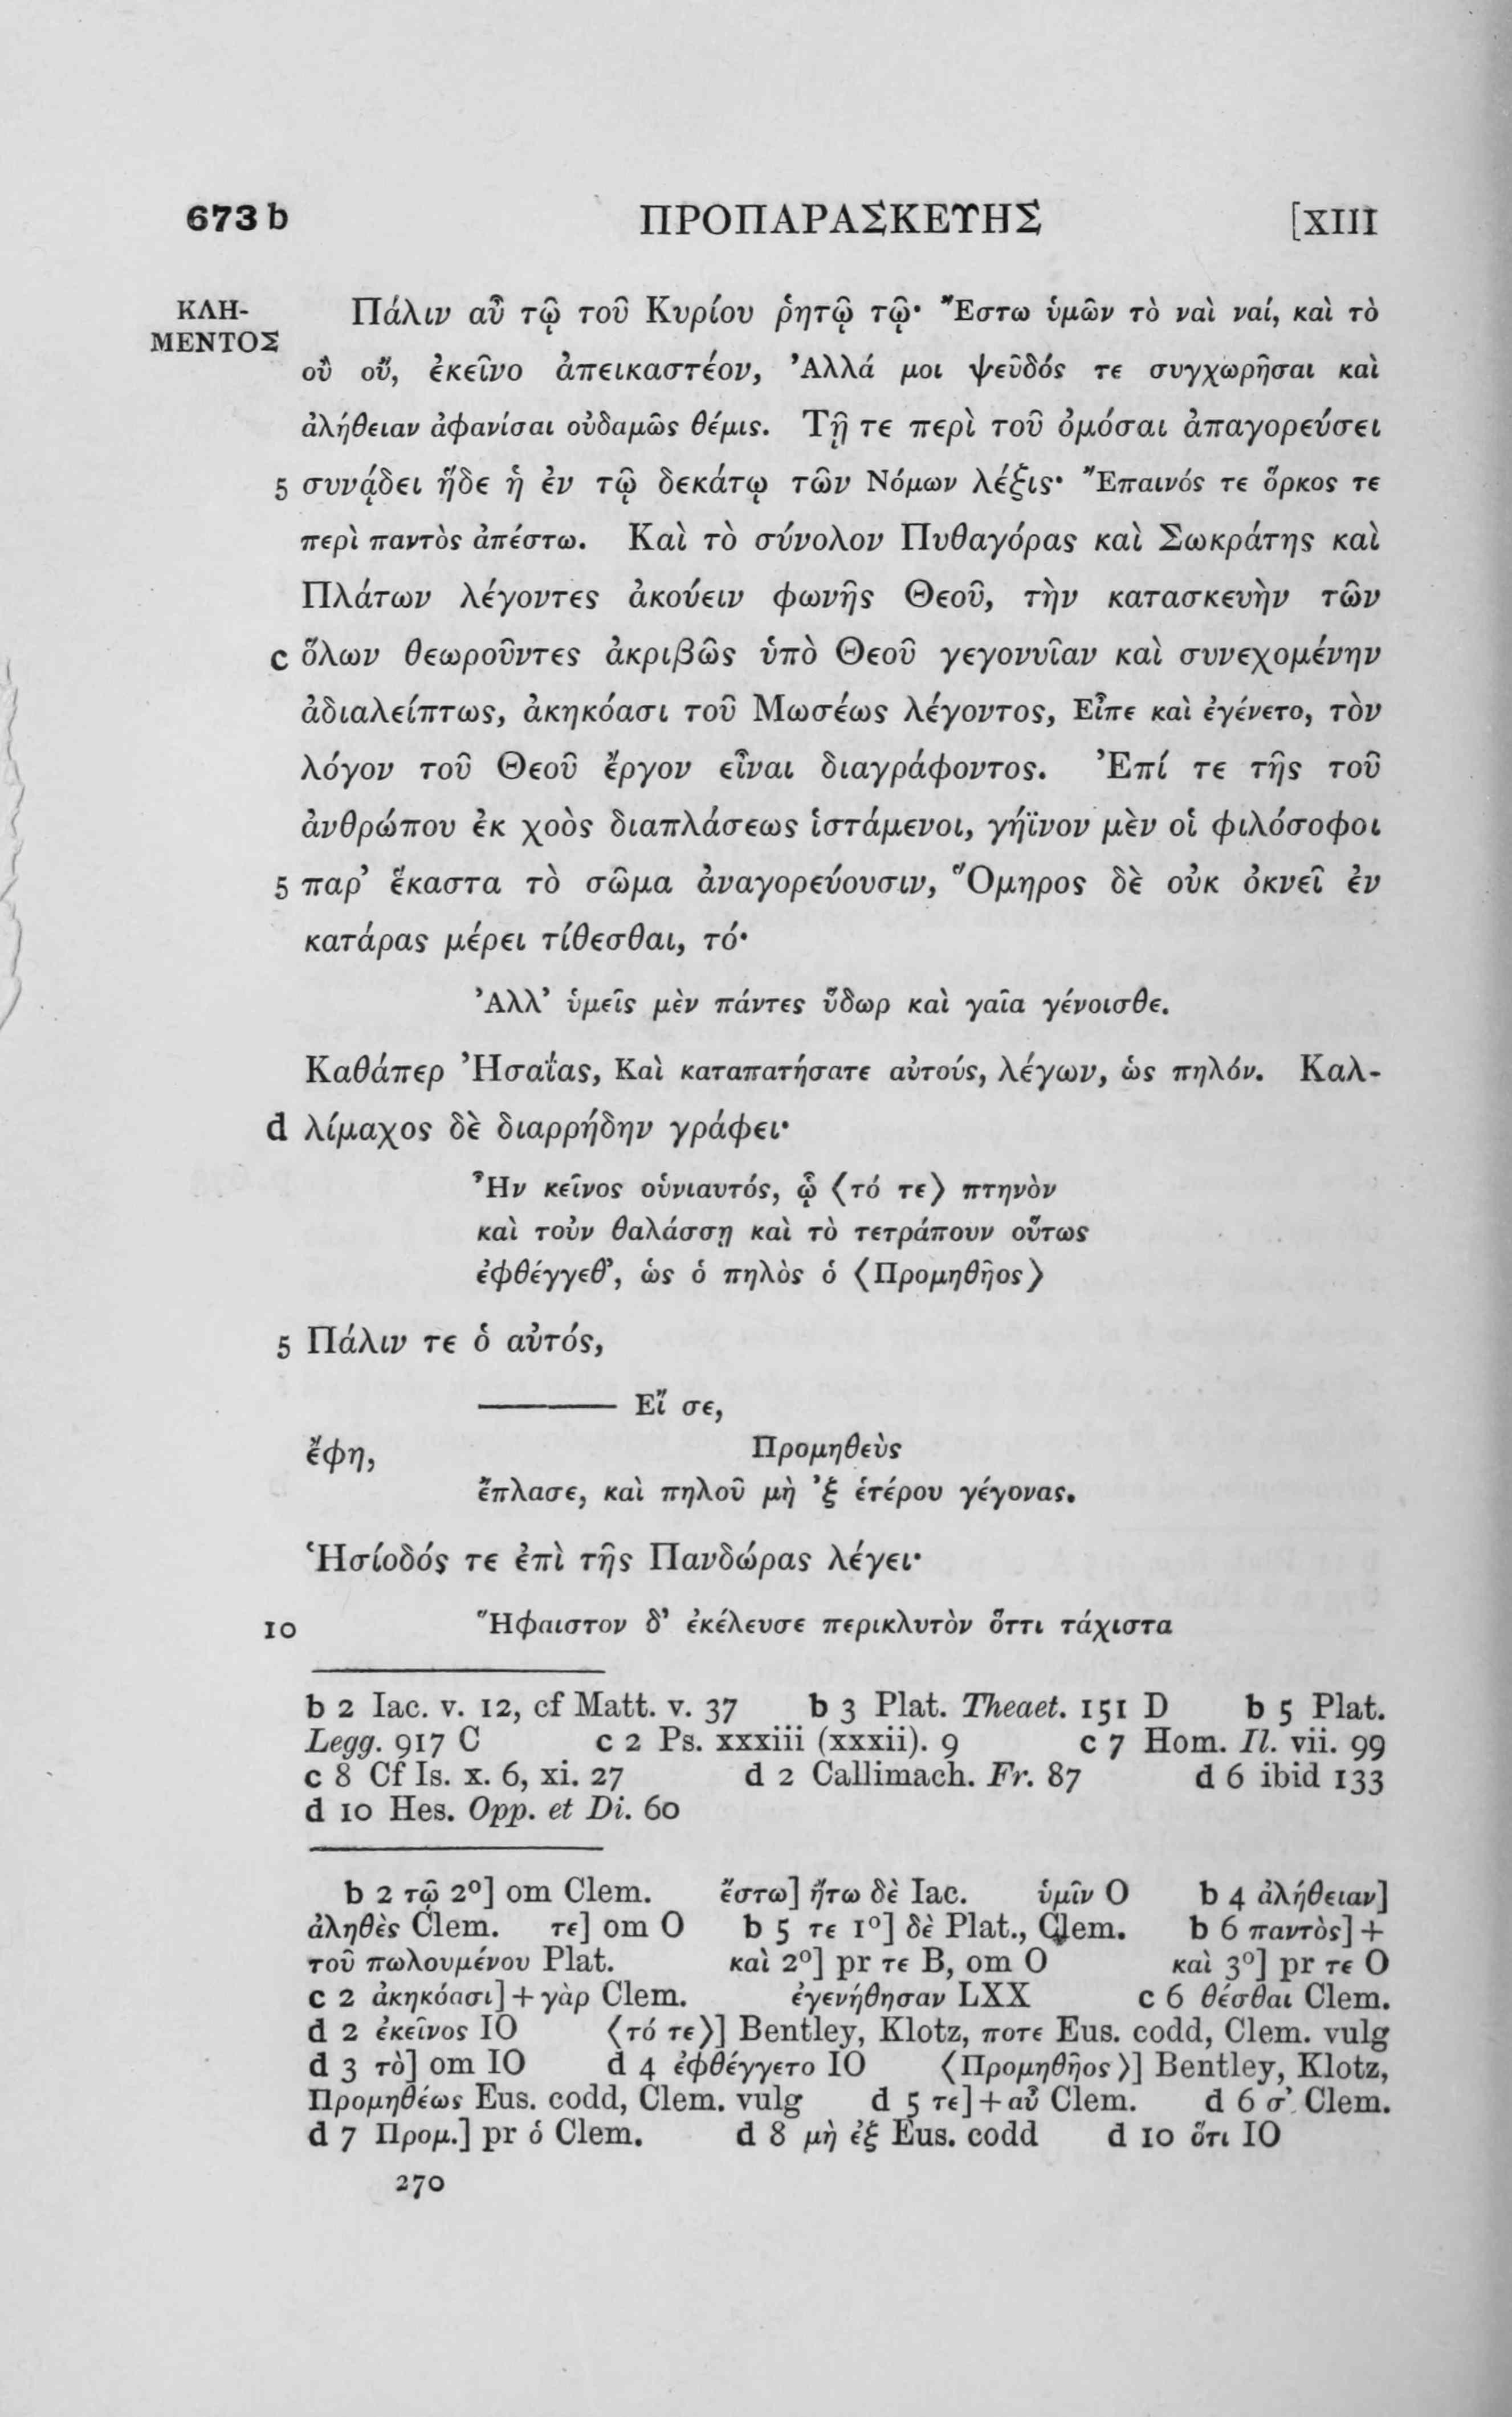 673 b ΠΡΟΠΑΡΑΣΚΕΥΗΣ [XIII
ΚΛΗ-
ΜΕΝΤΟΣ
Πάλιν αὖ τῷ τοῦ Κυρίου ῥητῷ τῷ· Ἔστω ὑμῶν τὸ ναὶ ναί, καὶ τὸ
οὒ οὔ, ἐκεῖνο ἀπεικαστέον, Ἀλλά μοι ψεῦδός τε συγχωρῆσαι καὶ
ἀλήθειαν ἀφανίσαι οὐδαμῶς θέμις. Τῇ τε περὶ τοῦ ὀμόσαι ἀπαγορεύσει
5 συνᾴδει ἥδε ἡ ἐν τῷ δεκάτῳ τῶν Νόμων λέξις· Ἔπαινός τε ὅρκος τε
περὶ παντὸς ἀπέστω. Καὶ τὸ σύνολον Πυθαγόρας καὶ Σωκράτης καὶ
Πλάτων λέγοντες ἀκούειν φωνῆς Θεοῦ, τὴν κατασκευὴν τῶν
c ὅλων θεωροῦντες ἀκριβῶς ὑπὸ Θεοῦ γεγονυῖαν καὶ συνεχομένην
ἀδιαλείπτως, ἀκηκόασι τοῦ Μωσέως λέγοντος, Εἶπε καὶ ἐγένετο, τὸν
λόγον τοῦ Θεοῦ ἔργον εἶναι διαγράφοντος. Ἐπί τε τῆς τοῦ
ἀνθρώπου ἐκ χοὸς διαπλάσεως ἱστάμενοι, γήϊνον μὲν οἱ φιλόσοφοι
5 παρ’ ἕκαστα τὸ σῶμα ἀναγορεύουσιν, Ὅμηρος δὲ οὐκ ὀκνεῖ ἐν
κατάρας μέρει τίθεσθαι, τό·
Ἀλλ’ ὑμεῖς μὲν πάντες ὕδωρ καὶ γαῖα γένοισθε.
Καθάπερ Ἠσαΐας, Καὶ καταπατήσατε αὐτούς, λέγων, ὡς πηλόν. Καλ-
d λίμαχος δὲ διαρρήδην γράφει·
Ἦν κεῖνος οὑνιαυτός, ᾧ ⟨τό τε⟩ πτηνὸν
καὶ τοὐν θαλάσσῃ καὶ τὸ τετράπουν οὕτως
ἐφθέγγεθ’, ὡς ὁ πηλὸς ὁ ⟨Προμηθῆος⟩
5 Πάλιν τε ὁ αὐτός,
——— Εἴ σε,
ἔφη, Προμηθεὺς
ἔπλασε, καὶ πηλοῦ μὴ ’ξ ἑτέρου γέγονας.
Ἡσίοδός τε ἐπὶ τῆς Πανδώρας λέγει·
10 Ἥφαιστον δ’ ἐκέλευσε περικλυτὸν ὅττι τάχιστα
b 2 Iac. v. 12, cf Matt. v. 37 b 3 Plat. Theaet. 151 D b 5 Plat.
Legg. 917 C c 2 Ps. xxxiii (xxxii). 9 c 7 Hom. Il. vii. 99
c 8 Cf Is. x. 6, xi. 27 d 2 Callimach. Fr. 87 d 6 ibid 133
d 10 Hes. Opp. et Di. 60
b 2 τῷ 2º] om Clem. ἔστω] ἤτω δὲ Iac. ὑμῖν O b 4 ἀλήθειαν]
ἀληθὲς Clem. τε] om O b 5 τε 1º] δὲ Plat., Clem. b 6 παντὸς] +
τοῦ πωλουμένου Plat. καὶ 2º] pr τε B, om O καὶ 3º] pr τε O
c 2 ἀκηκόασι] + γὰρ Clem. ἐγενήθησαν LXX c 6 θέσθαι Clem.
d 2 ἐκεῖνος IO ⟨τό τε⟩] Bentley, Klotz, ποτε Eus. codd, Clem. vulg
d 3 τὸ] om IO d 4 ἐφθέγγετο IO ⟨Προμηθῆος⟩] Bentley, Klotz,
Προμηθέως Eus. codd, Clem. vulg d 5 τε] + αὖ Clem. d 6 σ’ Clem.
d 7 Προμ.] pr ὁ Clem. d 8 μὴ ἐξ Eus. codd d 10 ὅτι IO
270